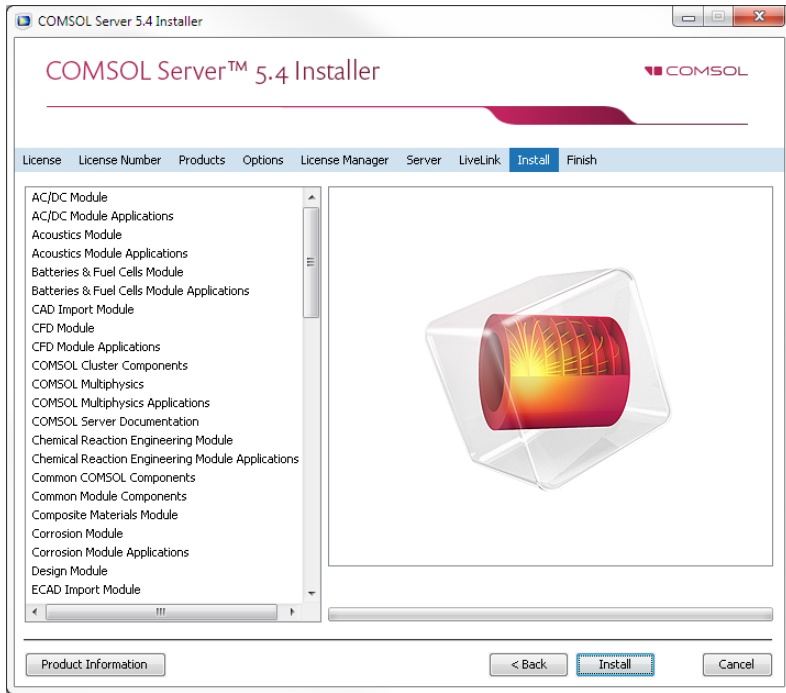 COMSOL Server 5.4 Installer
COMSOL Server™ 5.4 Installer
COMSOL
License License Number Products Options License Manager Server LiveLink Install Finish
AC/DC Module
AC/DC Module Applications
Acoustics Module
Acoustics Module Applications
Batteries & Fuel Cells Module
Batteries & Fuel Cells Module Applications
CAD Import Module
CFD Module
CFD Module Applications
COMSOL Cluster Components
COMSOL Multiphysics
COMSOL Multiphysics Applications
COMSOL Server Documentation
Chemical Reaction Engineering Module
Chemical Reaction Engineering Module Applications
Common COMSOL Components
Common Module Components
Composite Materials Module
Corrosion Module
Corrosion Module Applications
Design Module
ECAD Import Module
Product Information < Back Install Cancel